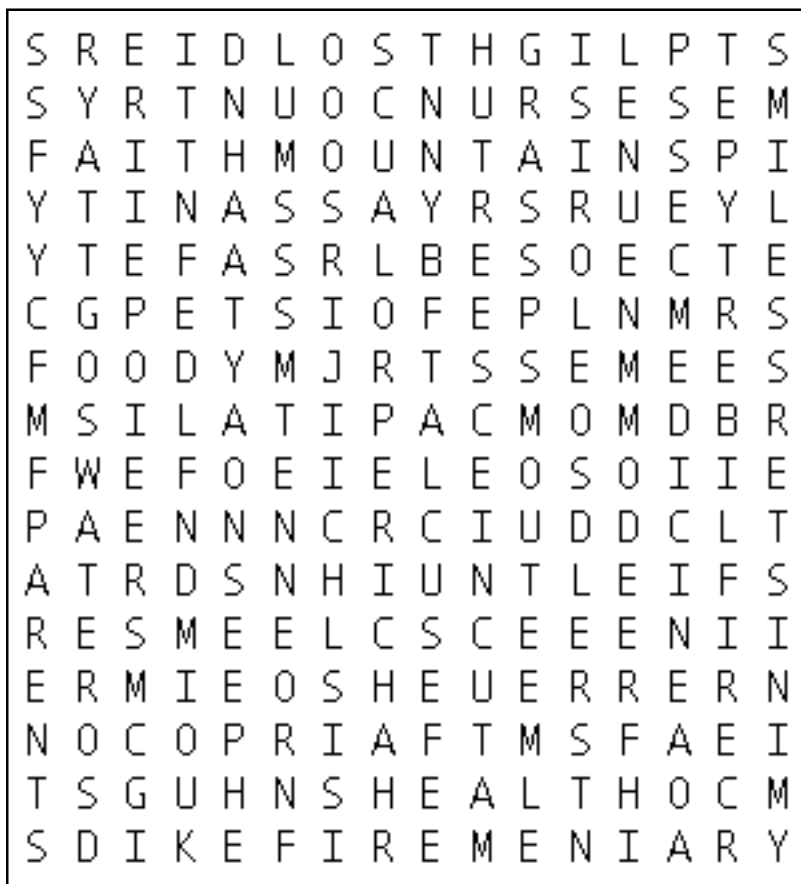 S R E I D L O S T H G I L P T S
S Y R T N U O C N U R S E S E M
F A I T H M O U N T A I N S P I
Y T I N A S S A Y R S R U E Y L
Y T E F A S R L B E S O E C T E
C G P E T S I O F E P L N M R S
F O O D Y M J R T S S E M E E S
M S I L A T I P A C M O M D B R
F W E F O E I E L E O S O I I E
P A E N N N C R C I U D D C L T
A T R D S N H I U N T L E I F S
R E S M E E L C S C E E E N I I
E R M I E O S H E U E R R E R N
N O C O P R I A F T M S F A E I
T S G U H N S H E A L T H O C M
S D I K E F I R E M E N I A R Y